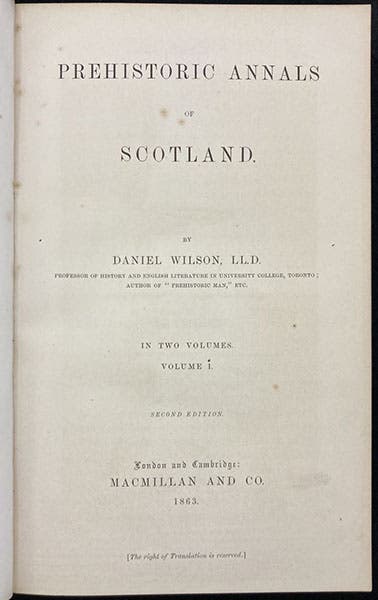 PREHISTORIC ANNALS
OF
SCOTLAND.
BY
DANIEL WILSON, LL.D.
PROFESSOR OF HISTORY AND ENGLISH LITERATURE IN UNIVERSITY COLLEGE, TORONTO;
AUTHOR OF "PREHISTORIC MAN," ETC.
IN TWO VOLUMES.
VOLUME I.
SECOND EDITION.
London and Cambridge:
MACMILLAN AND CO.
1863.
[The right of Translation is reserved.]